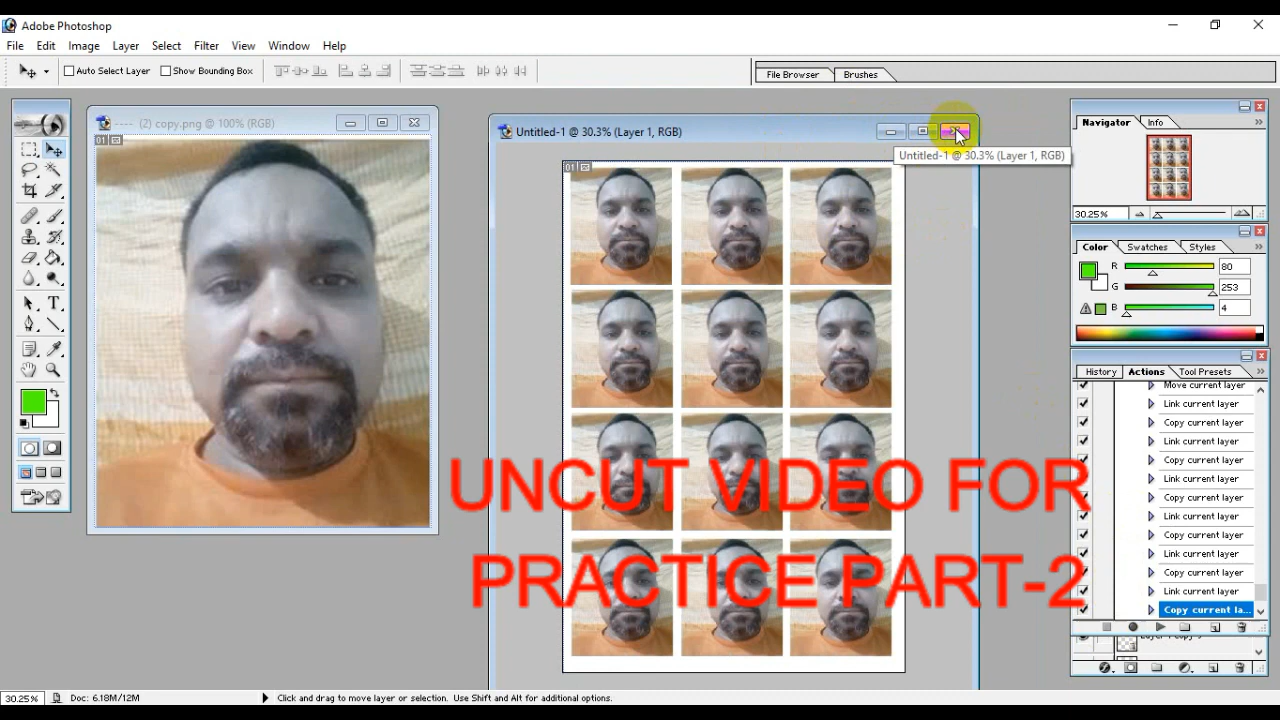 Adobe Photoshop
File Edit Image Layer Select Filter View Window Help
Auto Select Layer Show Bounding Box
File Browser Brushes
---- (2) copy.png @ 100% (RGB)
01
Untitled-1 @ 30.3% (Layer 1, RGB)
Untitled-1 @ 30.3% (Layer 1, RGB)
01
Navigator Info
30.25%
Color Swatches Styles
R 80
G 253
B 4
History Actions Tool Presets
Move current layer
Link current layer
Copy current layer
Link current layer
Copy current layer
Link current layer
Copy current layer
Link current layer
Copy current layer
Link current layer
Copy current layer
Link current layer
Copy current la...
UNCUT VIDEO FOR
PRACTICE PART-2
30.25% Doc: 6.18M/12M Click and drag to move layer or selection. Use Shift and Alt for additional options.